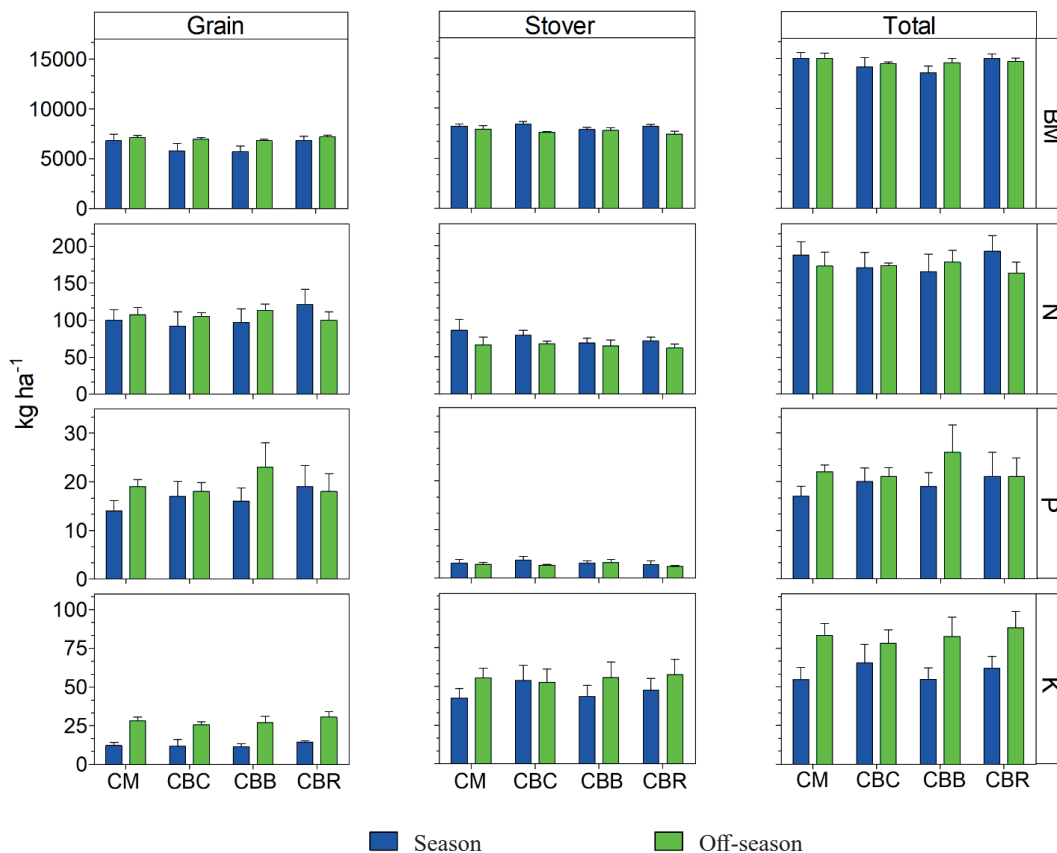 Grain Stover Total
15000
10000
5000
0
BM
200
150
100
50
0
N
kg ha⁻¹
30
20
10
0
P
100
75
50
25
0
K
CM CBC CBB CBR CM CBC CBB CBR CM CBC CBB CBR
Season Off-season